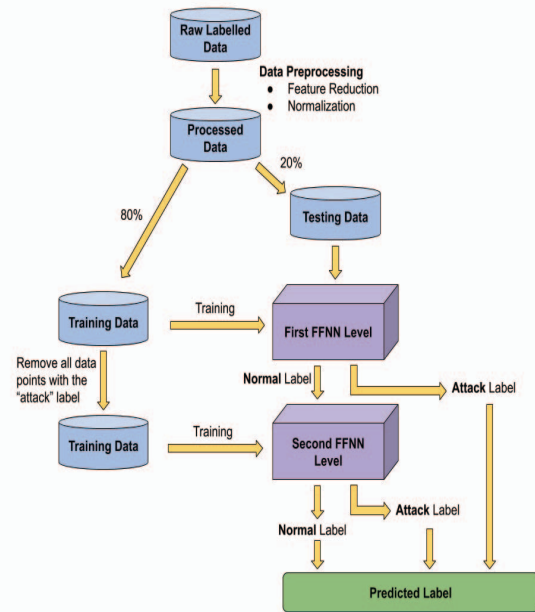 Raw Labelled
Data
Data Preprocessing
● Feature Reduction
● Normalization
Processed
Data
20%
80%
Testing Data
Training Data
Training
First FFNN Level
Remove all data
points with the
“attack” label
Normal Label
Attack Label
Training Data
Training
Second FFNN
Level
Normal Label
Attack Label
Predicted Label